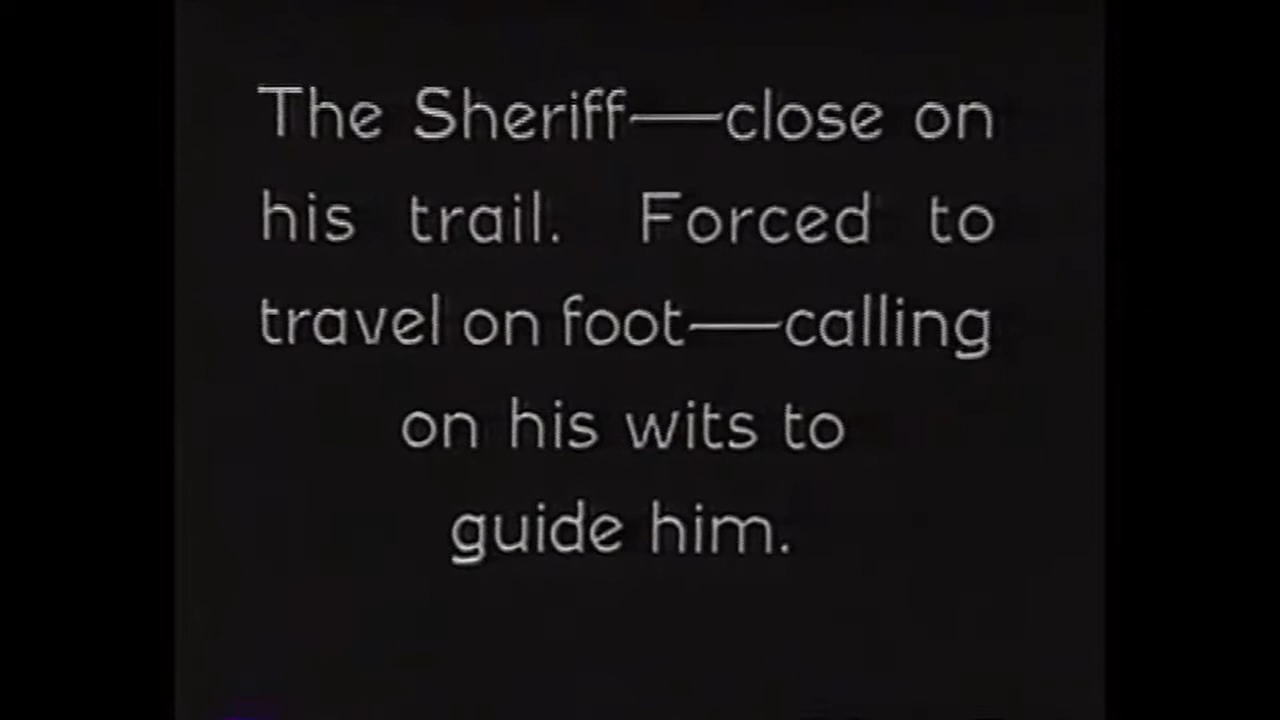 The Sheriff—close on
his trail. Forced to
travel on foot—calling
on his wits to
guide him.